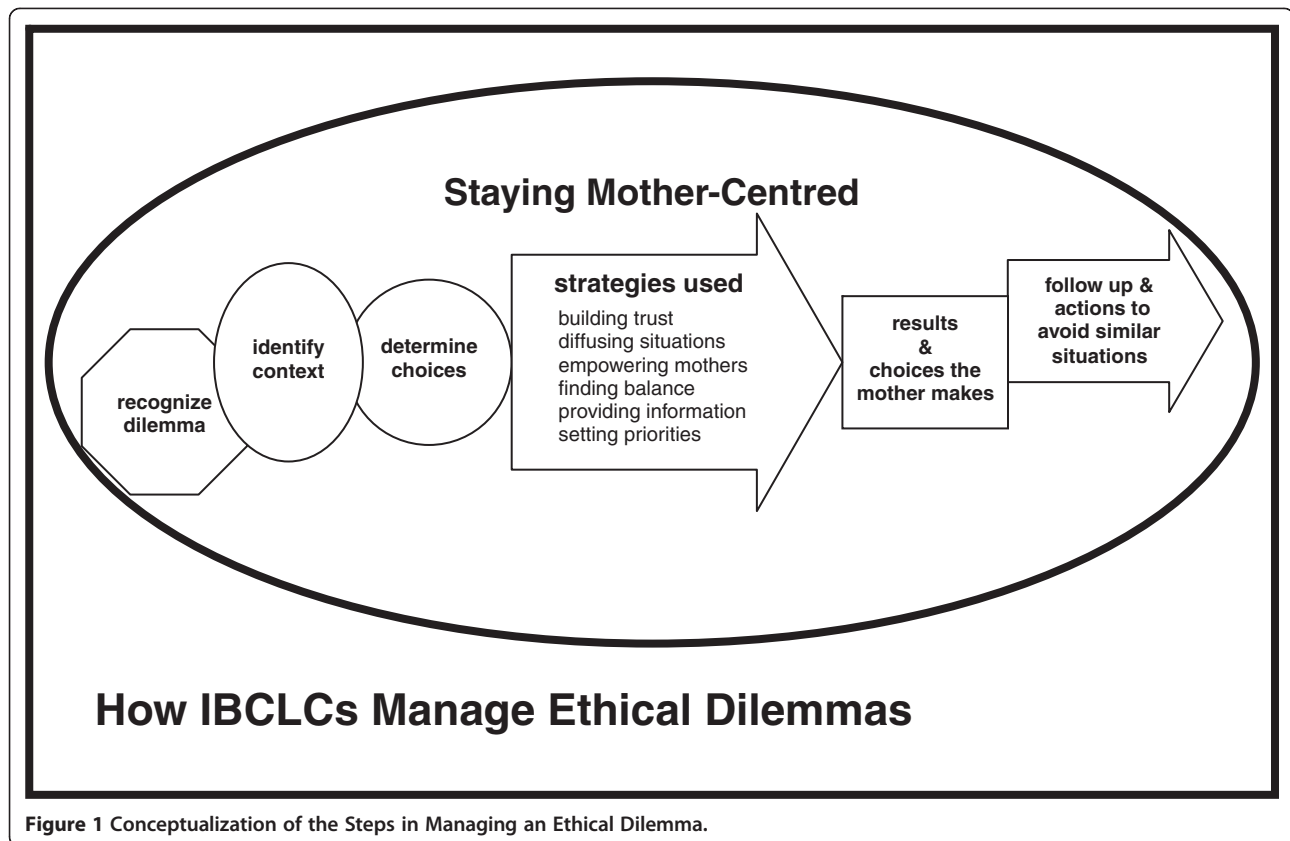 Staying Mother-Centred
recognize
dilemma
identify
context
determine
choices
strategies used
building trust
diffusing situations
empowering mothers
finding balance
providing information
setting priorities
results
&
choices the
mother makes
follow up &
actions to
avoid similar
situations
How IBCLCs Manage Ethical Dilemmas
Figure 1 Conceptualization of the Steps in Managing an Ethical Dilemma.